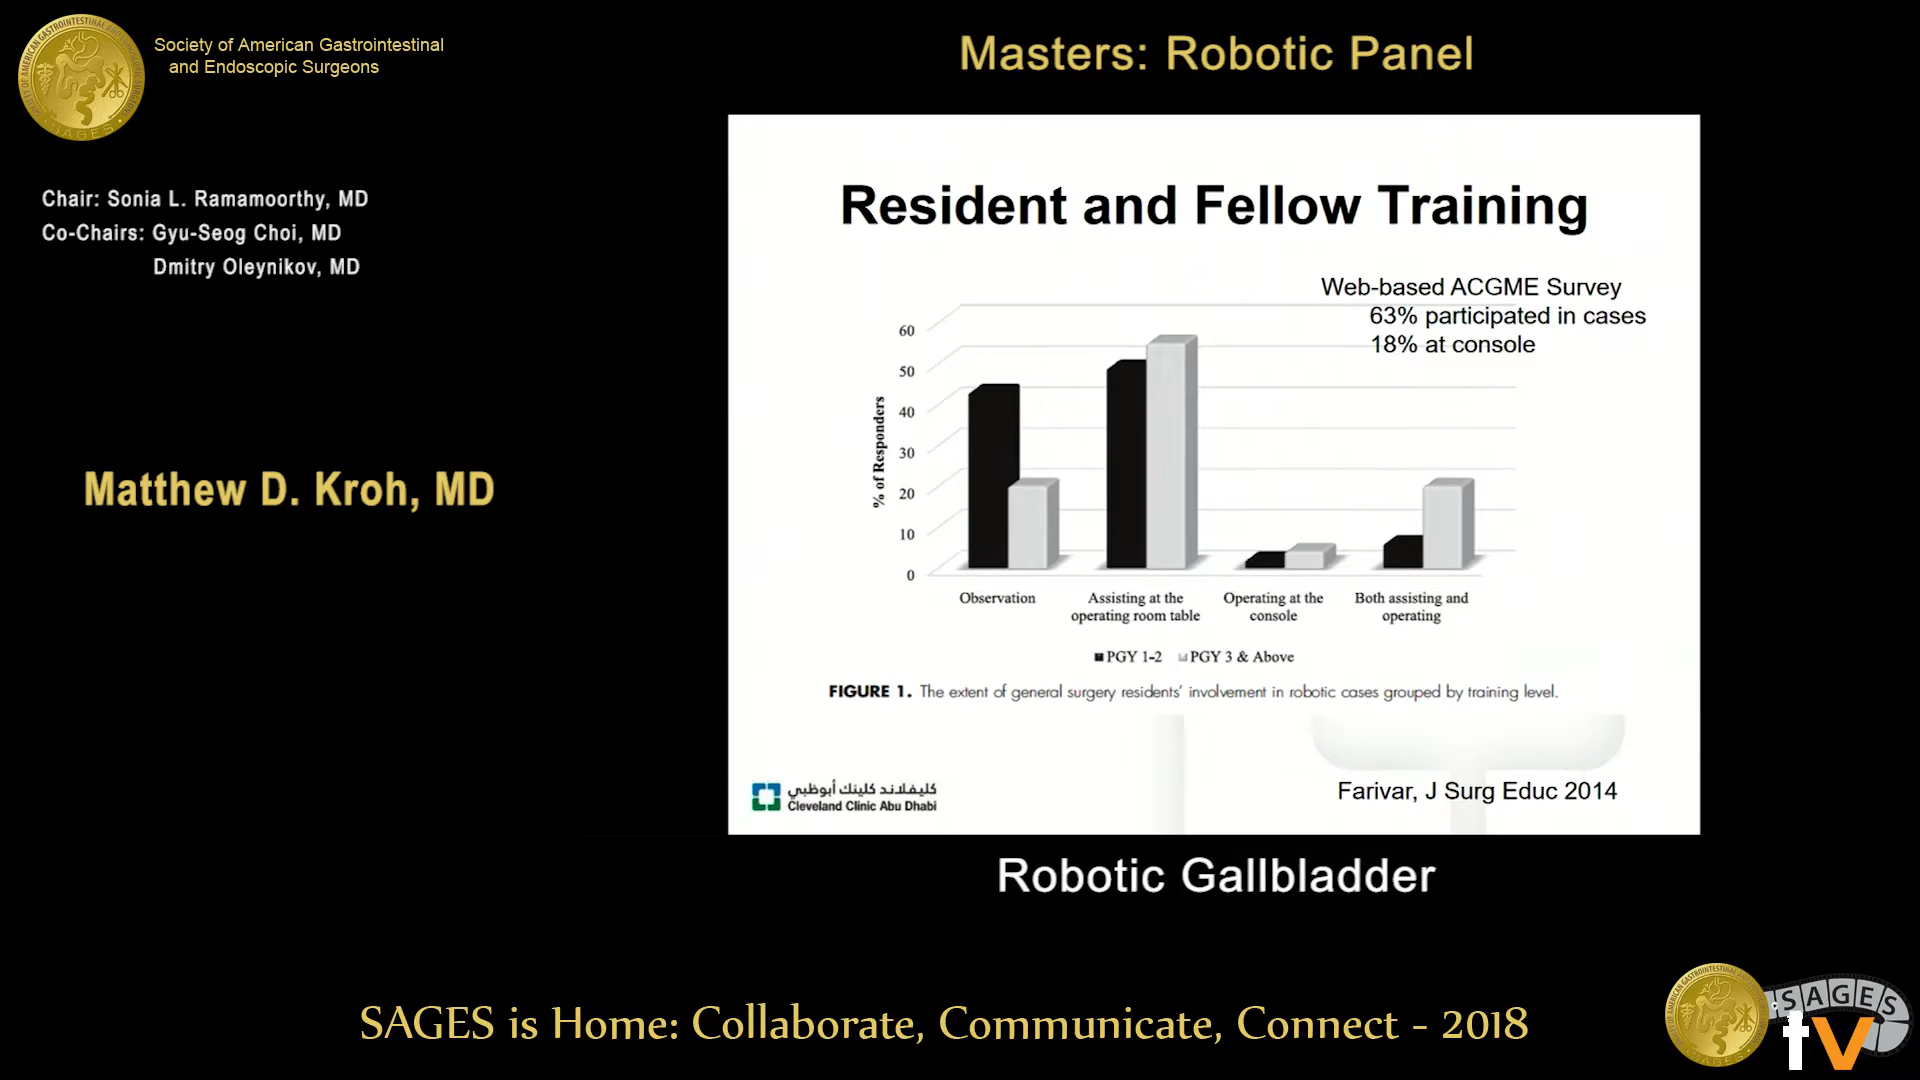 Society of American Gastrointestinal
and Endoscopic Surgeons
Masters: Robotic Panel
Chair: Sonia L. Ramamoorthy, MD
Co-Chairs: Gyu-Seog Choi, MD
Dmitry Oleynikov, MD
Matthew D. Kroh, MD
Resident and Fellow Training
Web-based ACGME Survey
63% participated in cases
18% at console
% of Responders
60
50
40
30
20
10
0
Observation
Assisting at the
operating room table
Operating at the
console
Both assisting and
operating
PGY 1-2 PGY 3 & Above
FIGURE 1. The extent of general surgery residents' involvement in robotic cases grouped by training level.
كليفلاند كلينك أبوظبي
Cleveland Clinic Abu Dhabi
Farivar, J Surg Educ 2014
Robotic Gallbladder
SAGES is Home: Collaborate, Communicate, Connect - 2018
SAGES
tv